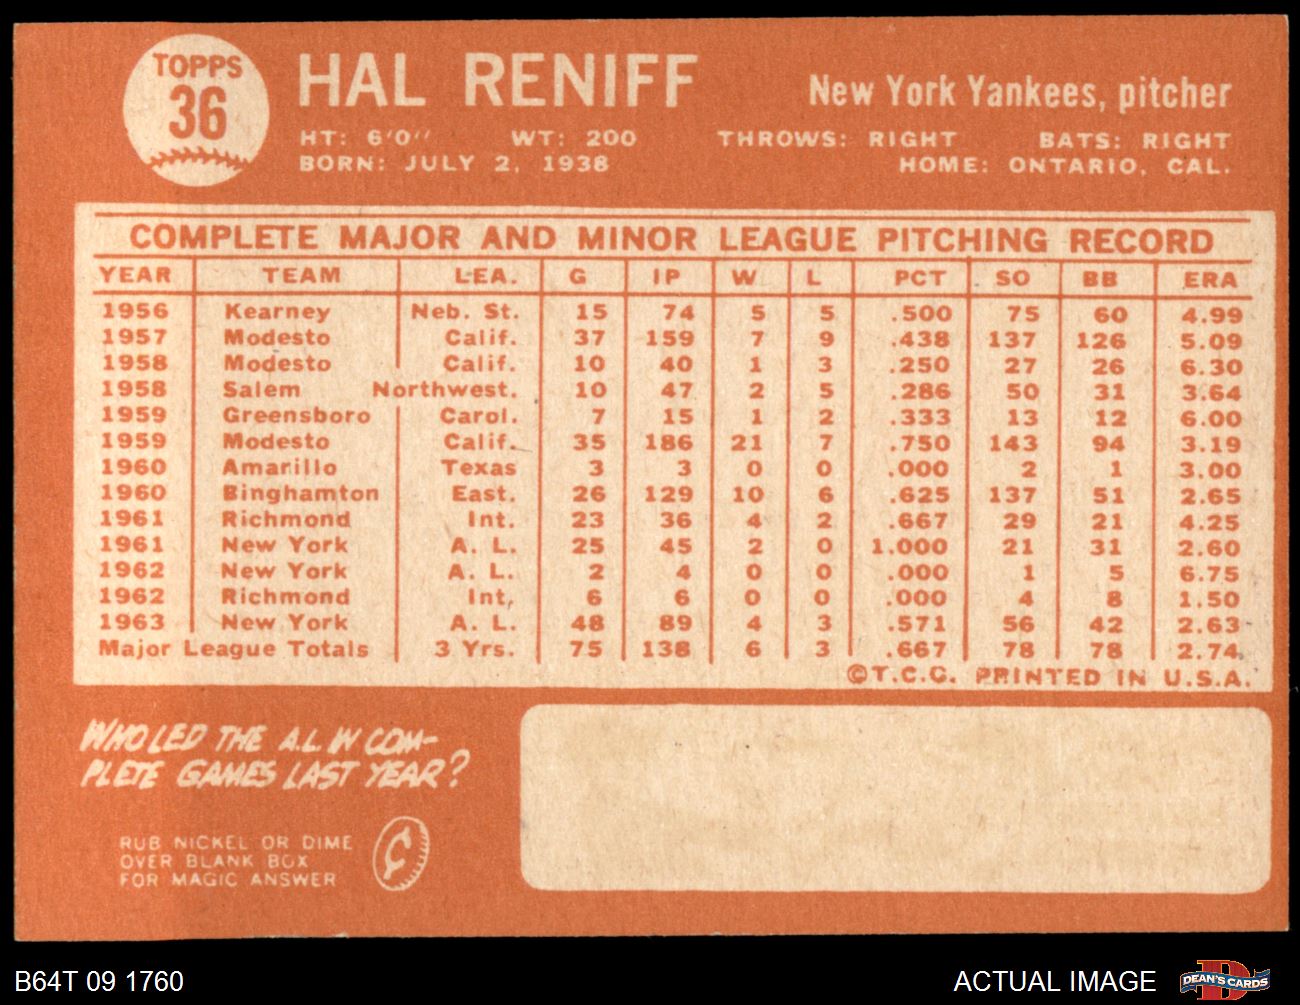 TOPPS
36
HAL RENIFF
New York Yankees, pitcher
HT: 6'0" WT: 200 THROWS: RIGHT BATS: RIGHT
BORN: JULY 2, 1938 HOME: ONTARIO, CAL.
COMPLETE MAJOR AND MINOR LEAGUE PITCHING RECORD
YEAR TEAM LEA. G IP W L PCT SO BB ERA
1956 Kearney Neb. St. 15 74 5 5 .500 75 60 4.99
1957 Modesto Calif. 37 159 7 9 .438 137 126 5.09
1958 Modesto Calif. 10 40 1 3 .250 27 26 6.30
1958 Salem Northwest. 10 47 2 5 .286 50 31 3.64
1959 Greensboro Carol. 7 15 1 2 .333 13 12 6.00
1959 Modesto Calif. 35 186 21 7 .750 143 94 3.19
1960 Amarillo Texas 3 3 0 0 .000 2 1 3.00
1960 Binghamton East. 26 129 10 6 .625 137 51 2.65
1961 Richmond Int. 23 36 4 2 .667 29 21 4.25
1961 New York A. L. 25 45 2 0 1.000 21 31 2.60
1962 New York A. L. 2 4 0 0 .000 1 5 6.75
1962 Richmond Int. 6 6 0 0 .000 4 8 1.50
1963 New York A. L. 48 89 4 3 .571 56 42 2.63
Major League Totals 3 Yrs. 75 138 6 3 .667 78 78 2.74
©T.C.G. PRINTED IN U.S.A.
WHO LED THE A.L. IN COM-
PLETE GAMES LAST YEAR?
RUB NICKEL OR DIME
OVER BLANK BOX
FOR MAGIC ANSWER
¢
B64T 09 1760
ACTUAL IMAGE
D
DEAN'S CARDS